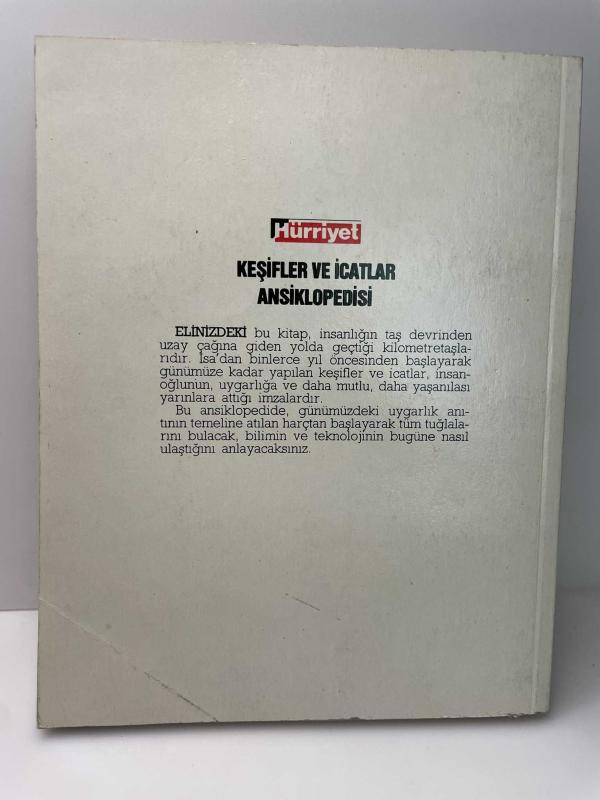 Hürriyet
KEŞİFLER VE İCATLAR
ANSİKLOPEDİSİ
ELİNİZDEKİ bu kitap, insanlığın taş devrinden
uzay çağına giden yolda geçtiği kilometretaşla-
rıdır. İsa'dan binlerce yıl öncesinden başlayarak
günümüze kadar yapılan keşifler ve icatlar, insan-
oğlunun, uygarlığa ve daha mutlu, daha yaşanılası
yarınlara attığı imzalardır.
Bu ansiklopedide, günümüzdeki uygarlık anı-
tının temeline atılan harçtan başlayarak tüm tuğlala-
rını bulacak, bilimin ve teknolojinin bugüne nasıl
ulaştığını anlayacaksınız.